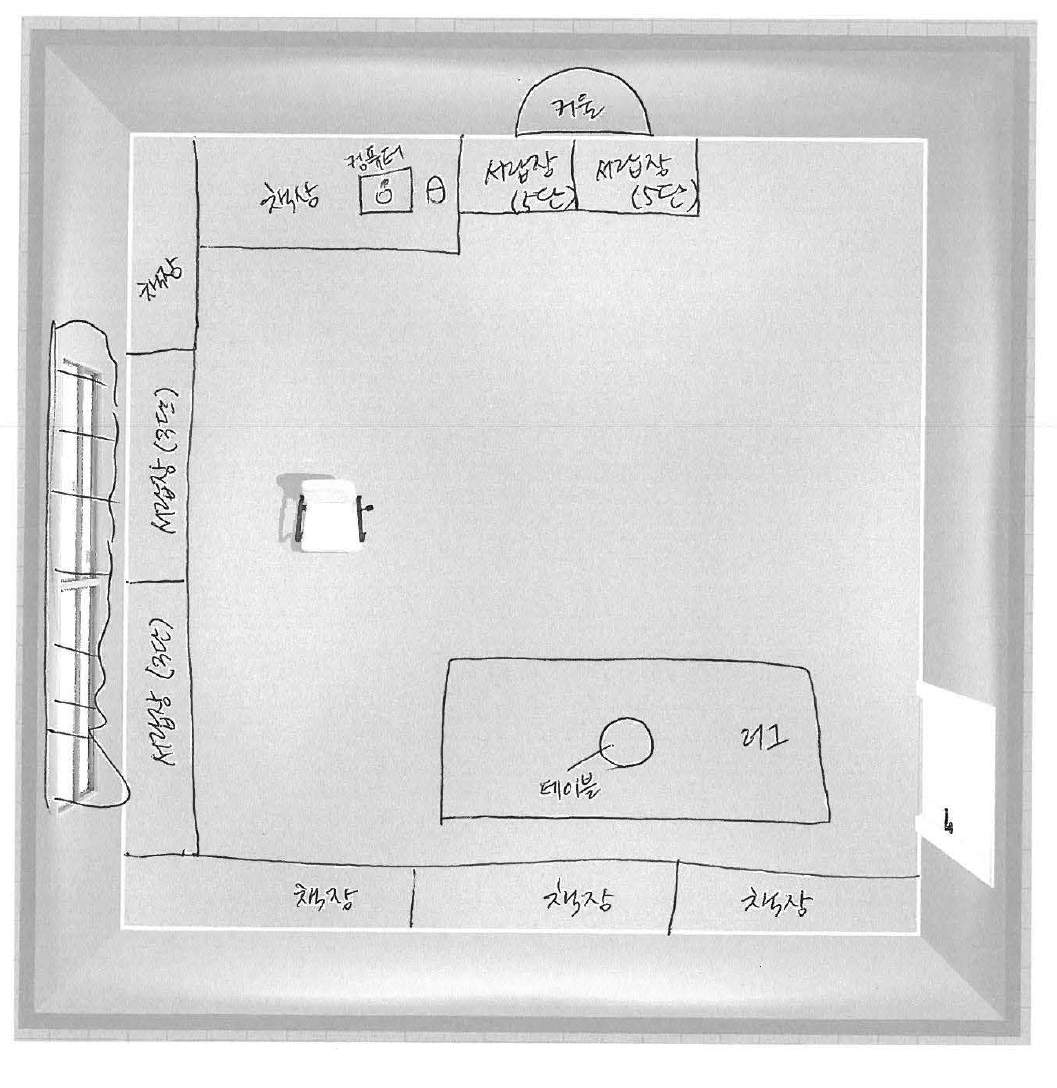 거울
컴퓨터
책상
서랍장
(5단)
서랍장
(5단)
책장
서랍장 (3단)
서랍장 (3단)
러그
테이블
책장
책장
책장